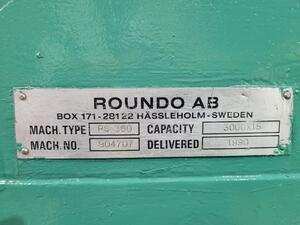 ROUNDO AB
BOX 171-28122 HÄSSLEHOLM-SWEDEN
MACH. TYPE PS-360 CAPACITY 3000X15
MACH. NO. 904707 DELIVERED 1990